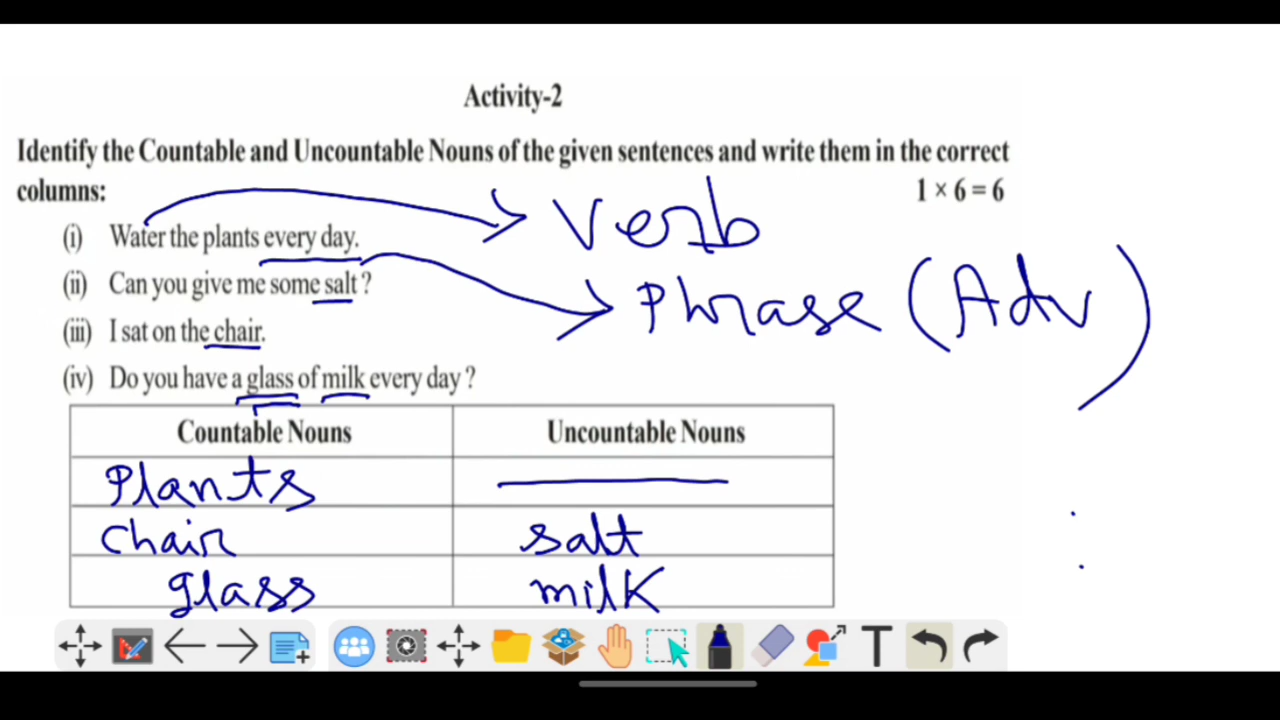 Activity-2
Identify the Countable and Uncountable Nouns of the given sentences and write them in the correct
columns: 1 × 6 = 6
(i) Water the plants every day. Verb
(ii) Can you give me some salt ? Phrase (Adv)
(iii) I sat on the chair.
(iv) Do you have a glass of milk every day ?
Countable Nouns Uncountable Nouns
Plants
chair salt
glass milk
T